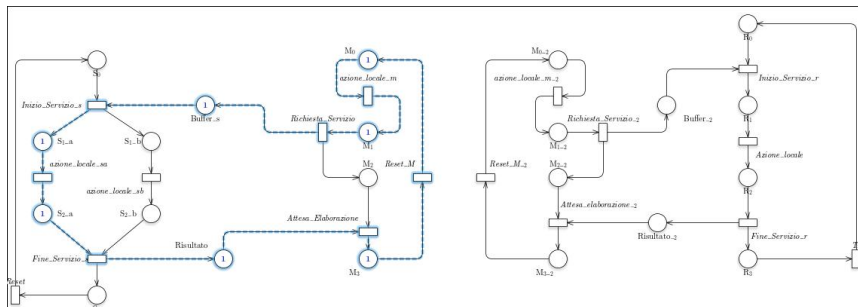 M₀
M₀_2
R₀
S₀
azione_locale_m
azione_locale_m_2
Inizio_Servizio_s
1
Buffer_s
Richiesta_Servizio
Richiesta_Servizio_2
Buffer_2
Inizio_Servizio_r
1
1
1
S₁_a
S₁_b
M₁
M₁_2
R₁
azione_locale_sa
M₂
M₂_2
Azione_locale
Reset_M
Reset_M_2
azione_locale_sb
R₂
1
S₂_a
S₂_b
Attesa_Elaborazione
Attesa_elaborazione_2
Risultato
Risultato_2
Fine_Servizio_r
Fine_Servizio_s
1
1
M₃
M₃_2
R₃
Reset